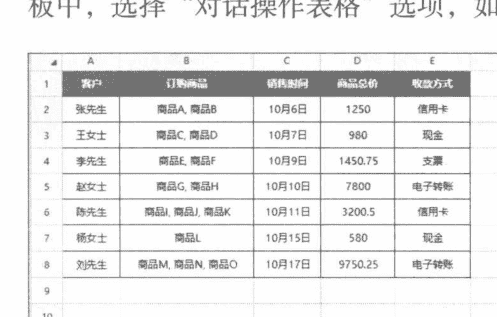 板中，选择“对话操作表格”选项，如
A B C D E
1 客户 订购商品 销售时间 商品总价 收款方式
2 张先生 商品A, 商品B 10月6日 1250 信用卡
3 王女士 商品C, 商品D 10月7日 980 现金
4 李先生 商品E, 商品F 10月9日 1450.75 支票
5 赵女士 商品G, 商品H 10月10日 7800 电子转账
6 陈先生 商品I, 商品J, 商品K 10月11日 3200.5 信用卡
7 杨女士 商品L 10月15日 580 现金
8 刘先生 商品M, 商品N, 商品O 10月17日 9750.25 电子转账
9
10